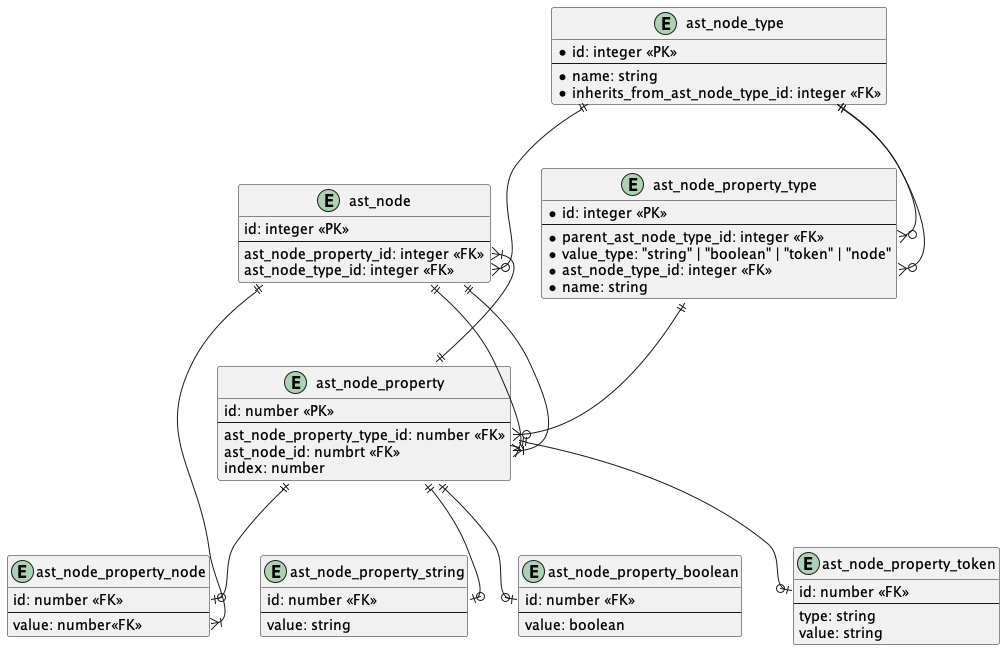 E ast_node_type
id: integer «PK»
name: string
inherits_from_ast_node_type_id: integer «FK»
E ast_node
id: integer «PK»
ast_node_property_id: integer «FK»
ast_node_type_id: integer «FK»
E ast_node_property_type
id: integer «PK»
parent_ast_node_type_id: integer «FK»
value_type: "string" | "boolean" | "token" | "node"
ast_node_type_id: integer «FK»
name: string
E ast_node_property
id: number «PK»
ast_node_property_type_id: number «FK»
ast_node_id: numbrt «FK»
index: number
E ast_node_property_node
id: number «FK»
value: number«FK»
E ast_node_property_string
id: number «FK»
value: string
E ast_node_property_boolean
id: number «FK»
value: boolean
E ast_node_property_token
id: number «FK»
type: string
value: string